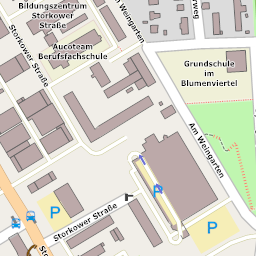 Bildungszentrum
Storkower
Straße
Aucoteam
Berufsfachschule
Am Weingarten
Grundschule
im
Blumenviertel
Storkower Straße
Am Weingarten
Storkower Straße
P
P
P